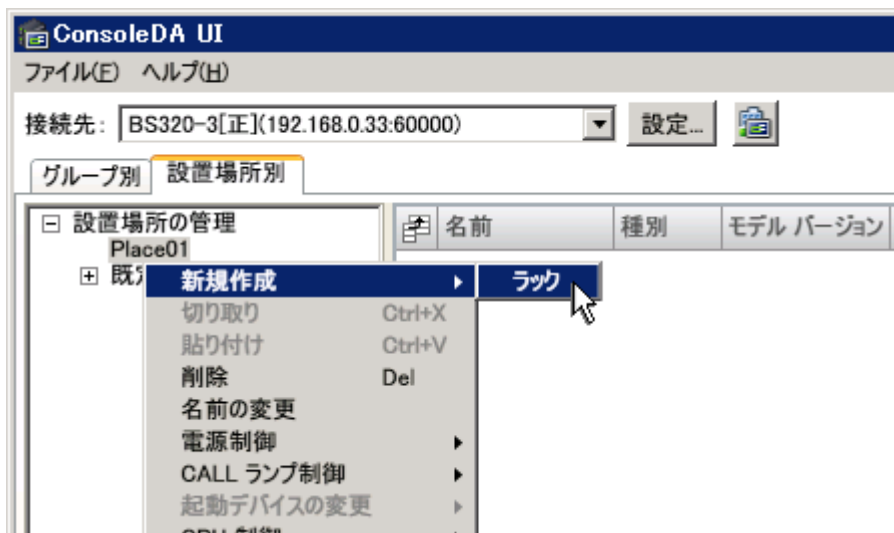 ConsoleDA UI
ファイル(F) ヘルプ(H)
接続先: BS320-3[正](192.168.0.33:60000) 設定...
グループ別 設置場所別
設置場所の管理 名前 種別 モデル バージョン
Place01
既定
新規作成 ラック
切り取り Ctrl+X
貼り付け Ctrl+V
削除 Del
名前の変更
電源制御
CALL ランプ制御
起動デバイスの変更